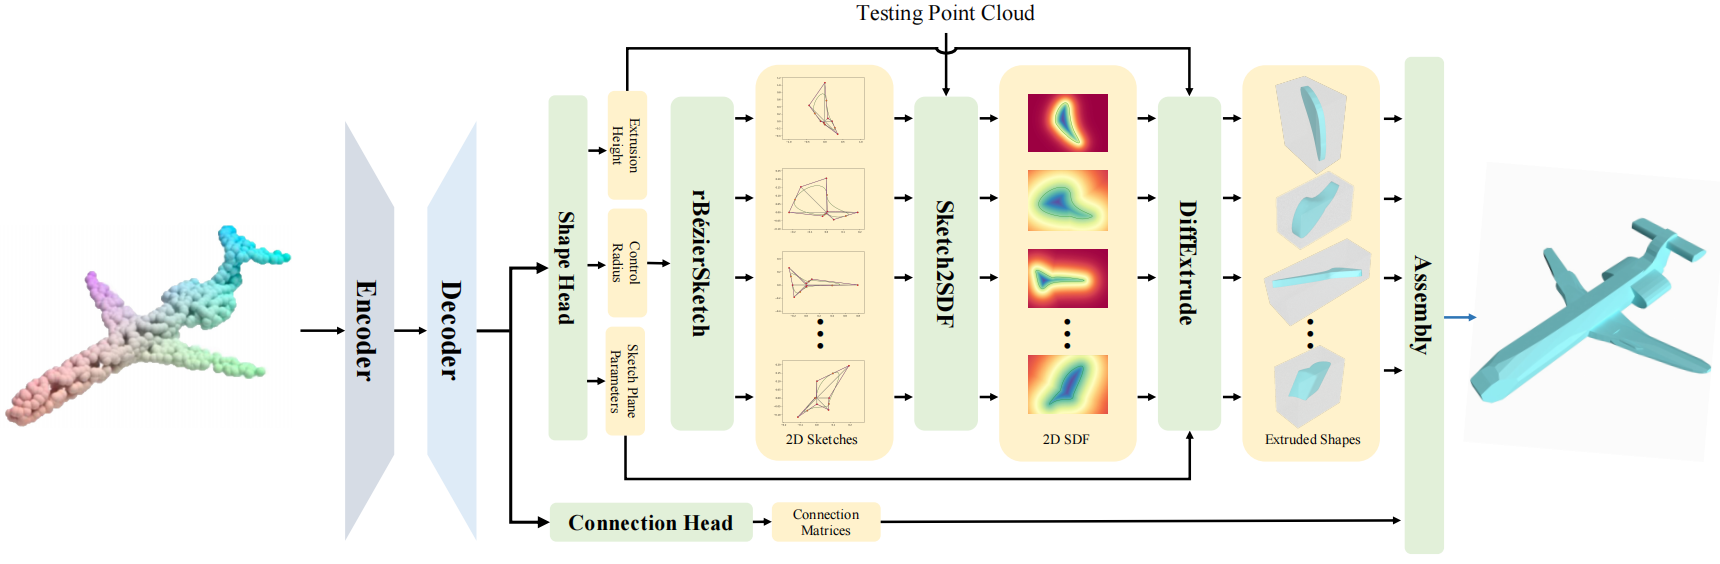 Testing Point Cloud
Encoder
Decoder
Shape Head
Extrusion
Height
Control
Radius
Sketch Plane
Parameters
rBézierSketch
2D Sketches
Sketch2SDF
2D SDF
DiffExtrude
Extruded Shapes
Assembly
Connection Head
Connection
Matrices